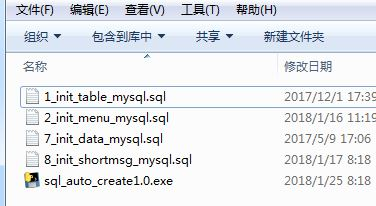 文件(F) 编辑(E) 查看(V) 工具(T) 帮助(H)
组织 包含到库中 共享 新建文件夹
名称 修改日期
1_init_table_mysql.sql 2017/12/1 17:39
2_init_menu_mysql.sql 2018/1/16 11:19
7_init_data_mysql.sql 2017/5/9 17:06
8_init_shortmsg_mysql.sql 2018/1/17 8:18
sql_auto_create1.0.exe 2018/1/25 8:18